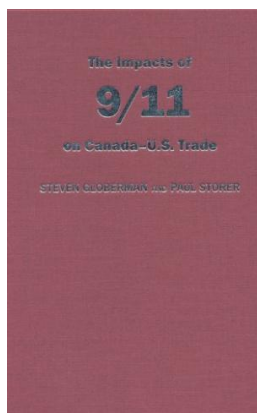 The Impacts of
9/11
on Canada–U.S. Trade
STEVEN GLOBERMAN AND PAUL STORER